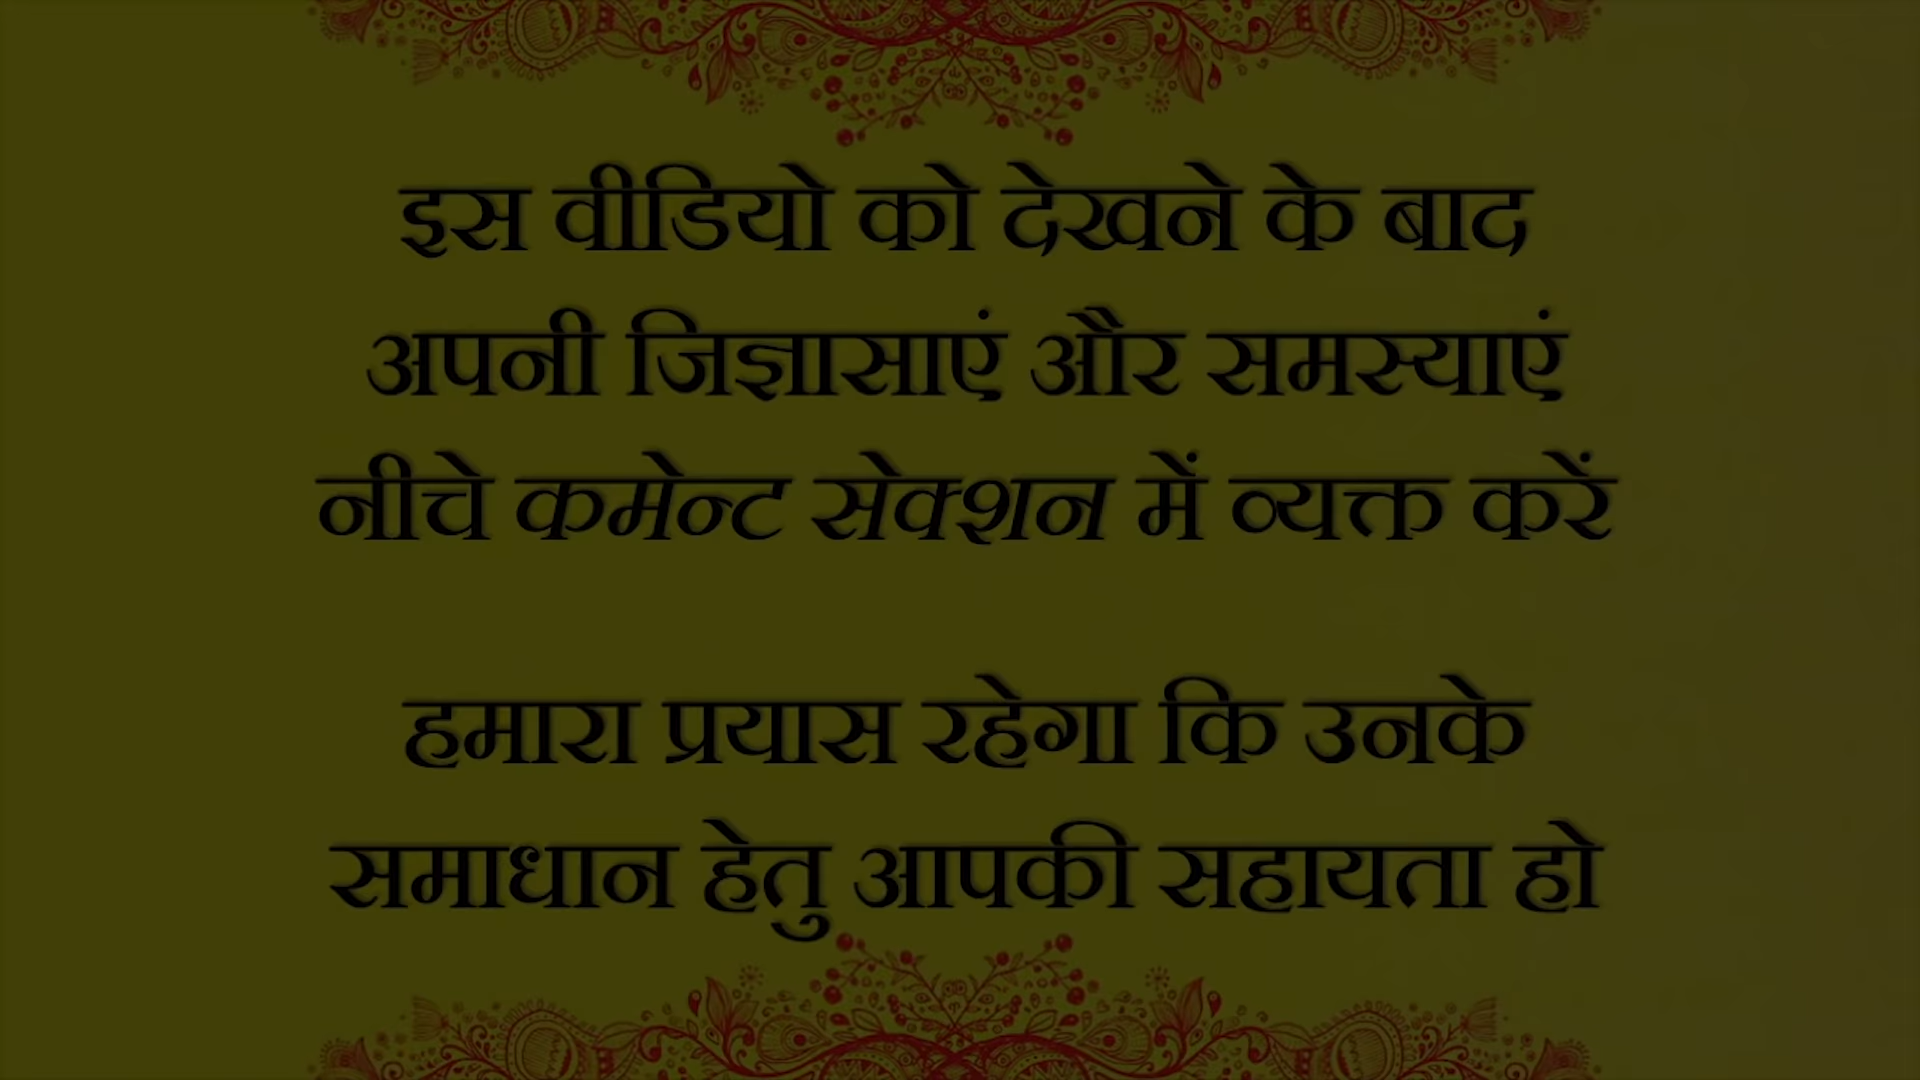 इस वीडियो को देखने के बाद
अपनी जिज्ञासाएं और समस्याएं
नीचे कमेन्ट सेक्शन में व्यक्त करें
हमारा प्रयास रहेगा कि उनके
समाधान हेतु आपकी सहायता हो